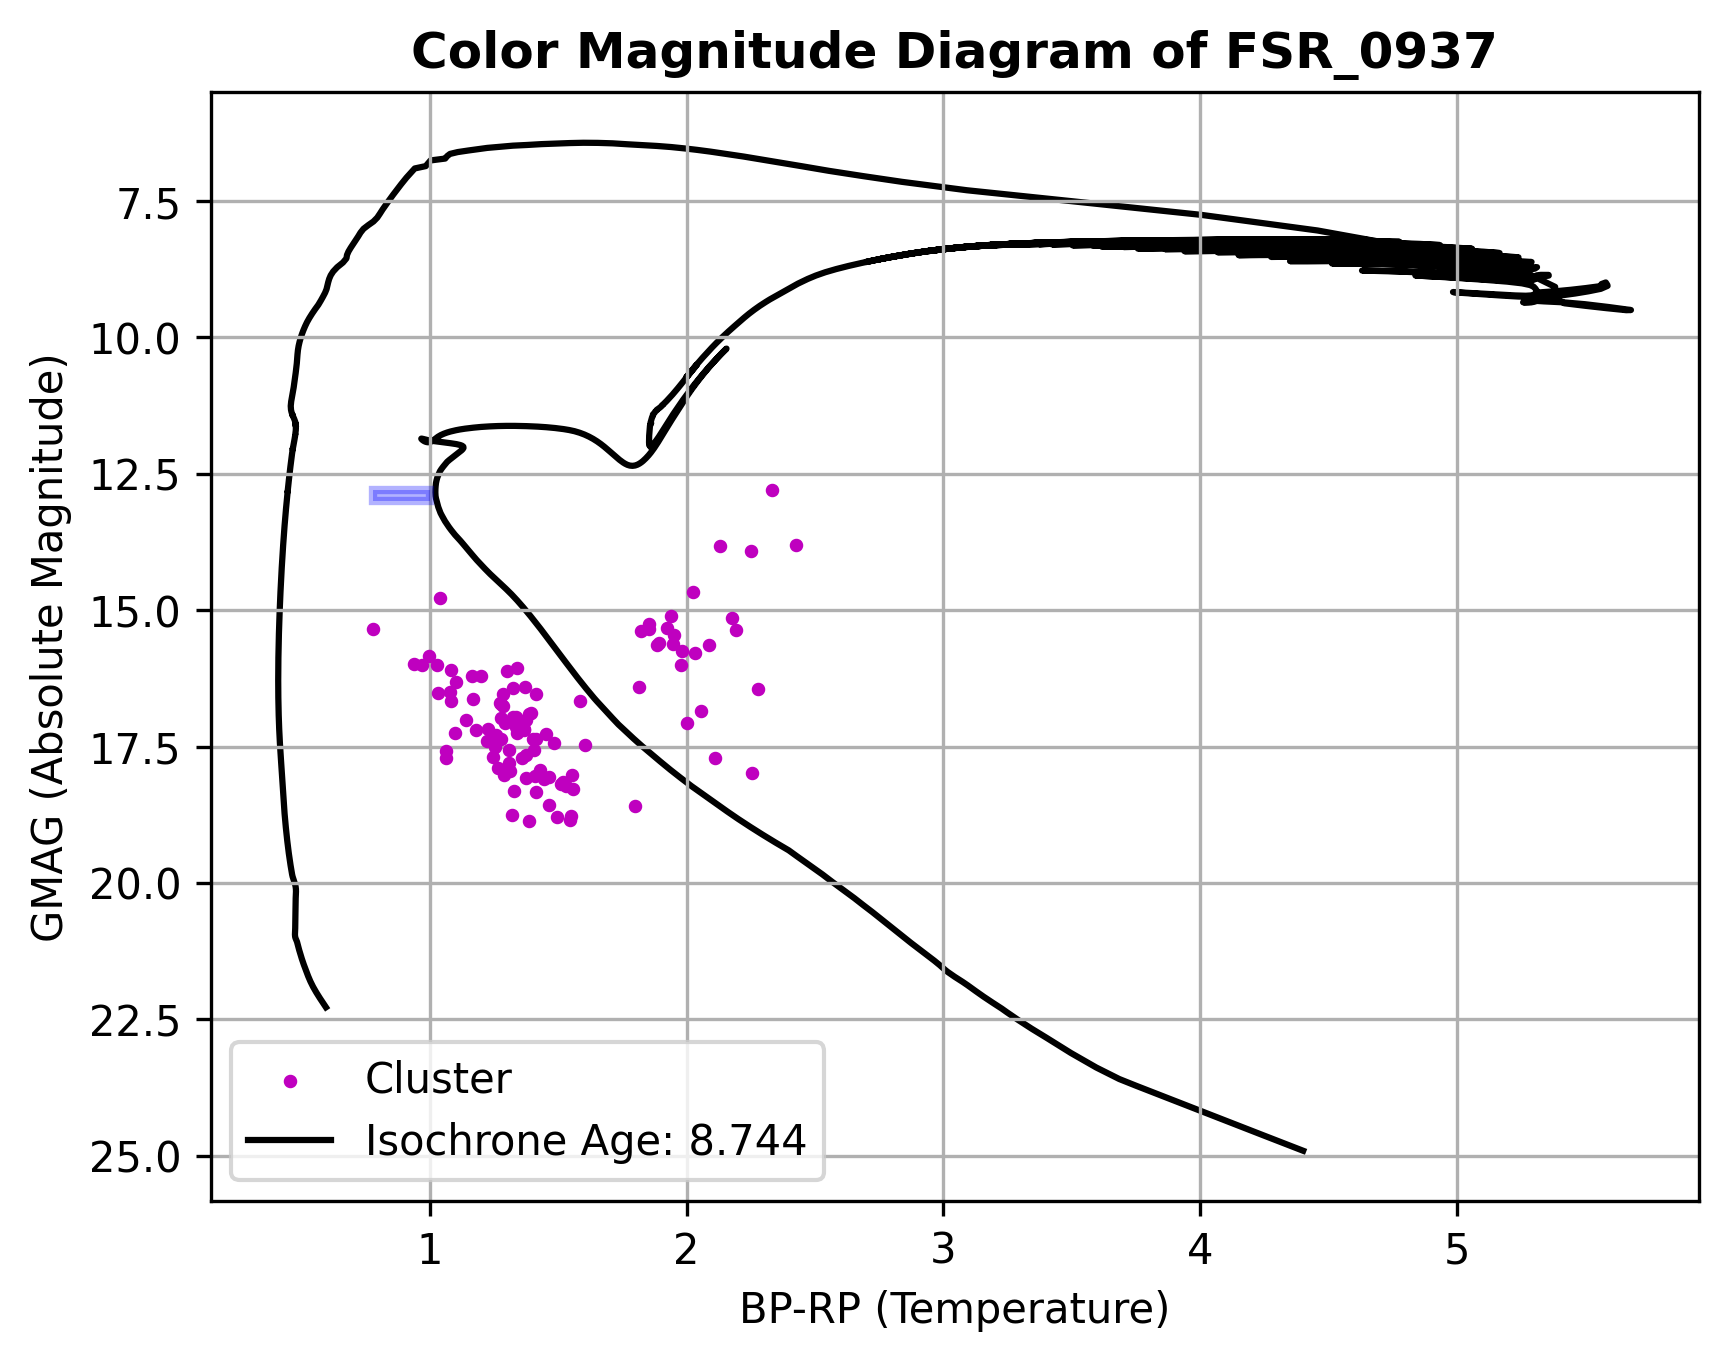 Color Magnitude Diagram of FSR_0937
GMAG (Absolute Magnitude)
7.5
10.0
12.5
15.0
17.5
20.0
22.5
25.0
Cluster
Isochrone Age: 8.744
1 2 3 4 5
BP-RP (Temperature)